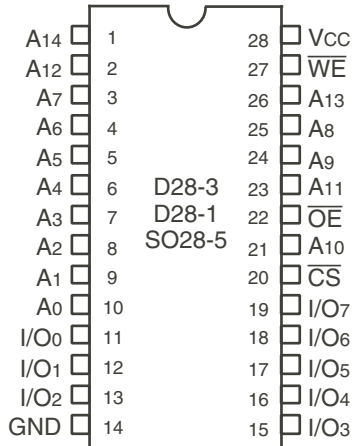 A14 1 28 VCC
A12 2 27 WE
A7 3 26 A13
A6 4 25 A8
A5 5 24 A9
A4 6 D28-3 23 A11
A3 7 D28-1 22 OE
A2 8 SO28-5 21 A10
A1 9 20 CS
A0 10 19 I/O7
I/O0 11 18 I/O6
I/O1 12 17 I/O5
I/O2 13 16 I/O4
GND 14 15 I/O3